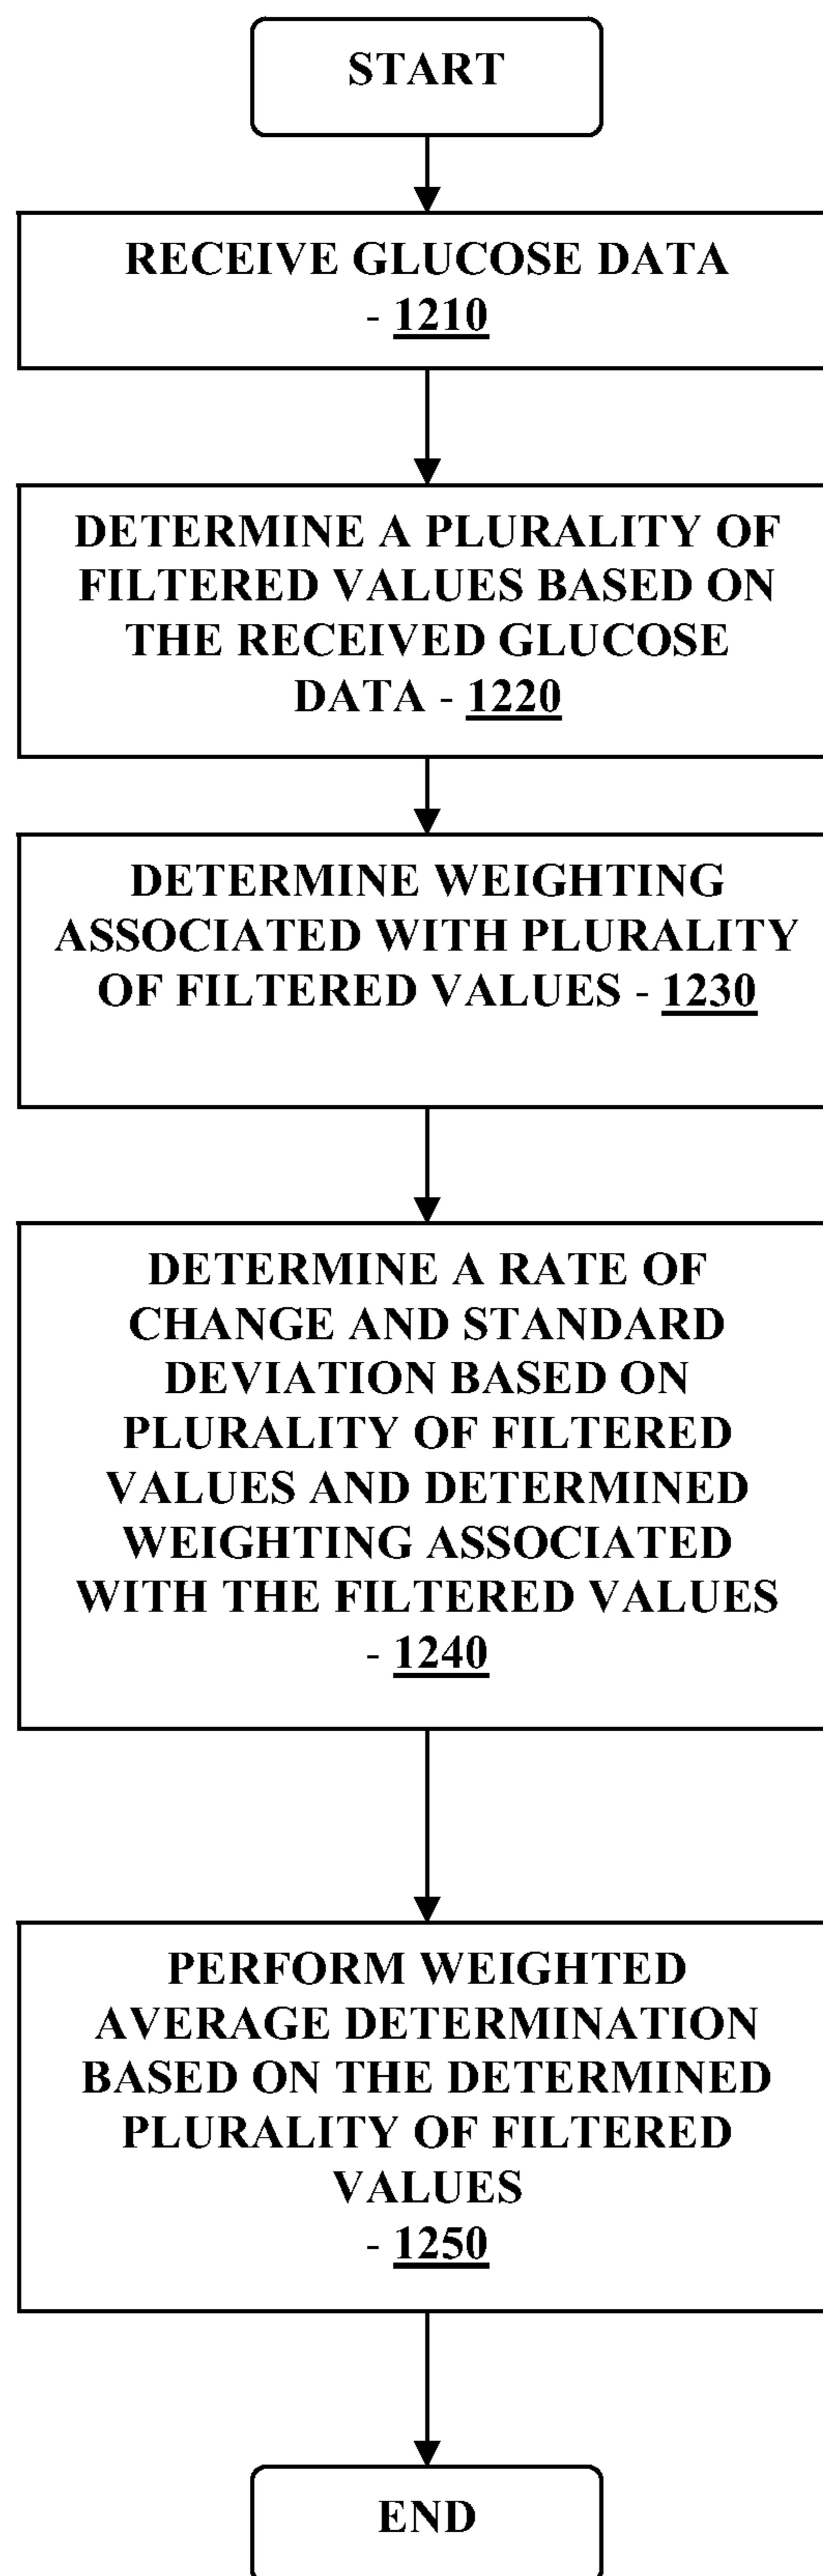 START
RECEIVE GLUCOSE DATA
- 1210
DETERMINE A PLURALITY OF
FILTERED VALUES BASED ON
THE RECEIVED GLUCOSE
DATA - 1220
DETERMINE WEIGHTING
ASSOCIATED WITH PLURALITY
OF FILTERED VALUES - 1230
DETERMINE A RATE OF
CHANGE AND STANDARD
DEVIATION BASED ON
PLURALITY OF FILTERED
VALUES AND DETERMINED
WEIGHTING ASSOCIATED
WITH THE FILTERED VALUES
- 1240
PERFORM WEIGHTED
AVERAGE DETERMINATION
BASED ON THE DETERMINED
PLURALITY OF FILTERED
VALUES
- 1250
END